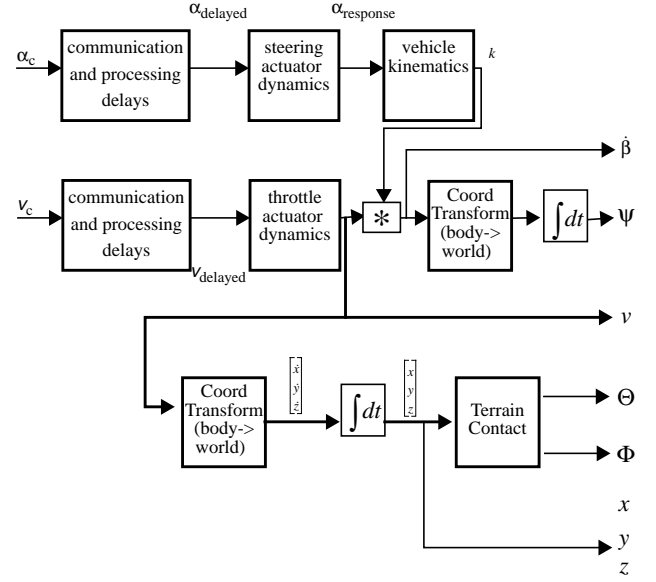 α_delayed
α_response
α_c
communication
and processing
delays
steering
actuator
dynamics
vehicle
kinematics
k
β̇
v_c
communication
and processing
delays
v_delayed
throttle
actuator
dynamics
*
Coord
Transform
(body->
world)
∫dt
Ψ
v
Coord
Transform
(body->
world)
ẋ
ẏ
ż
∫dt
x
y
z
Terrain
Contact
Θ
Φ
x
y
z